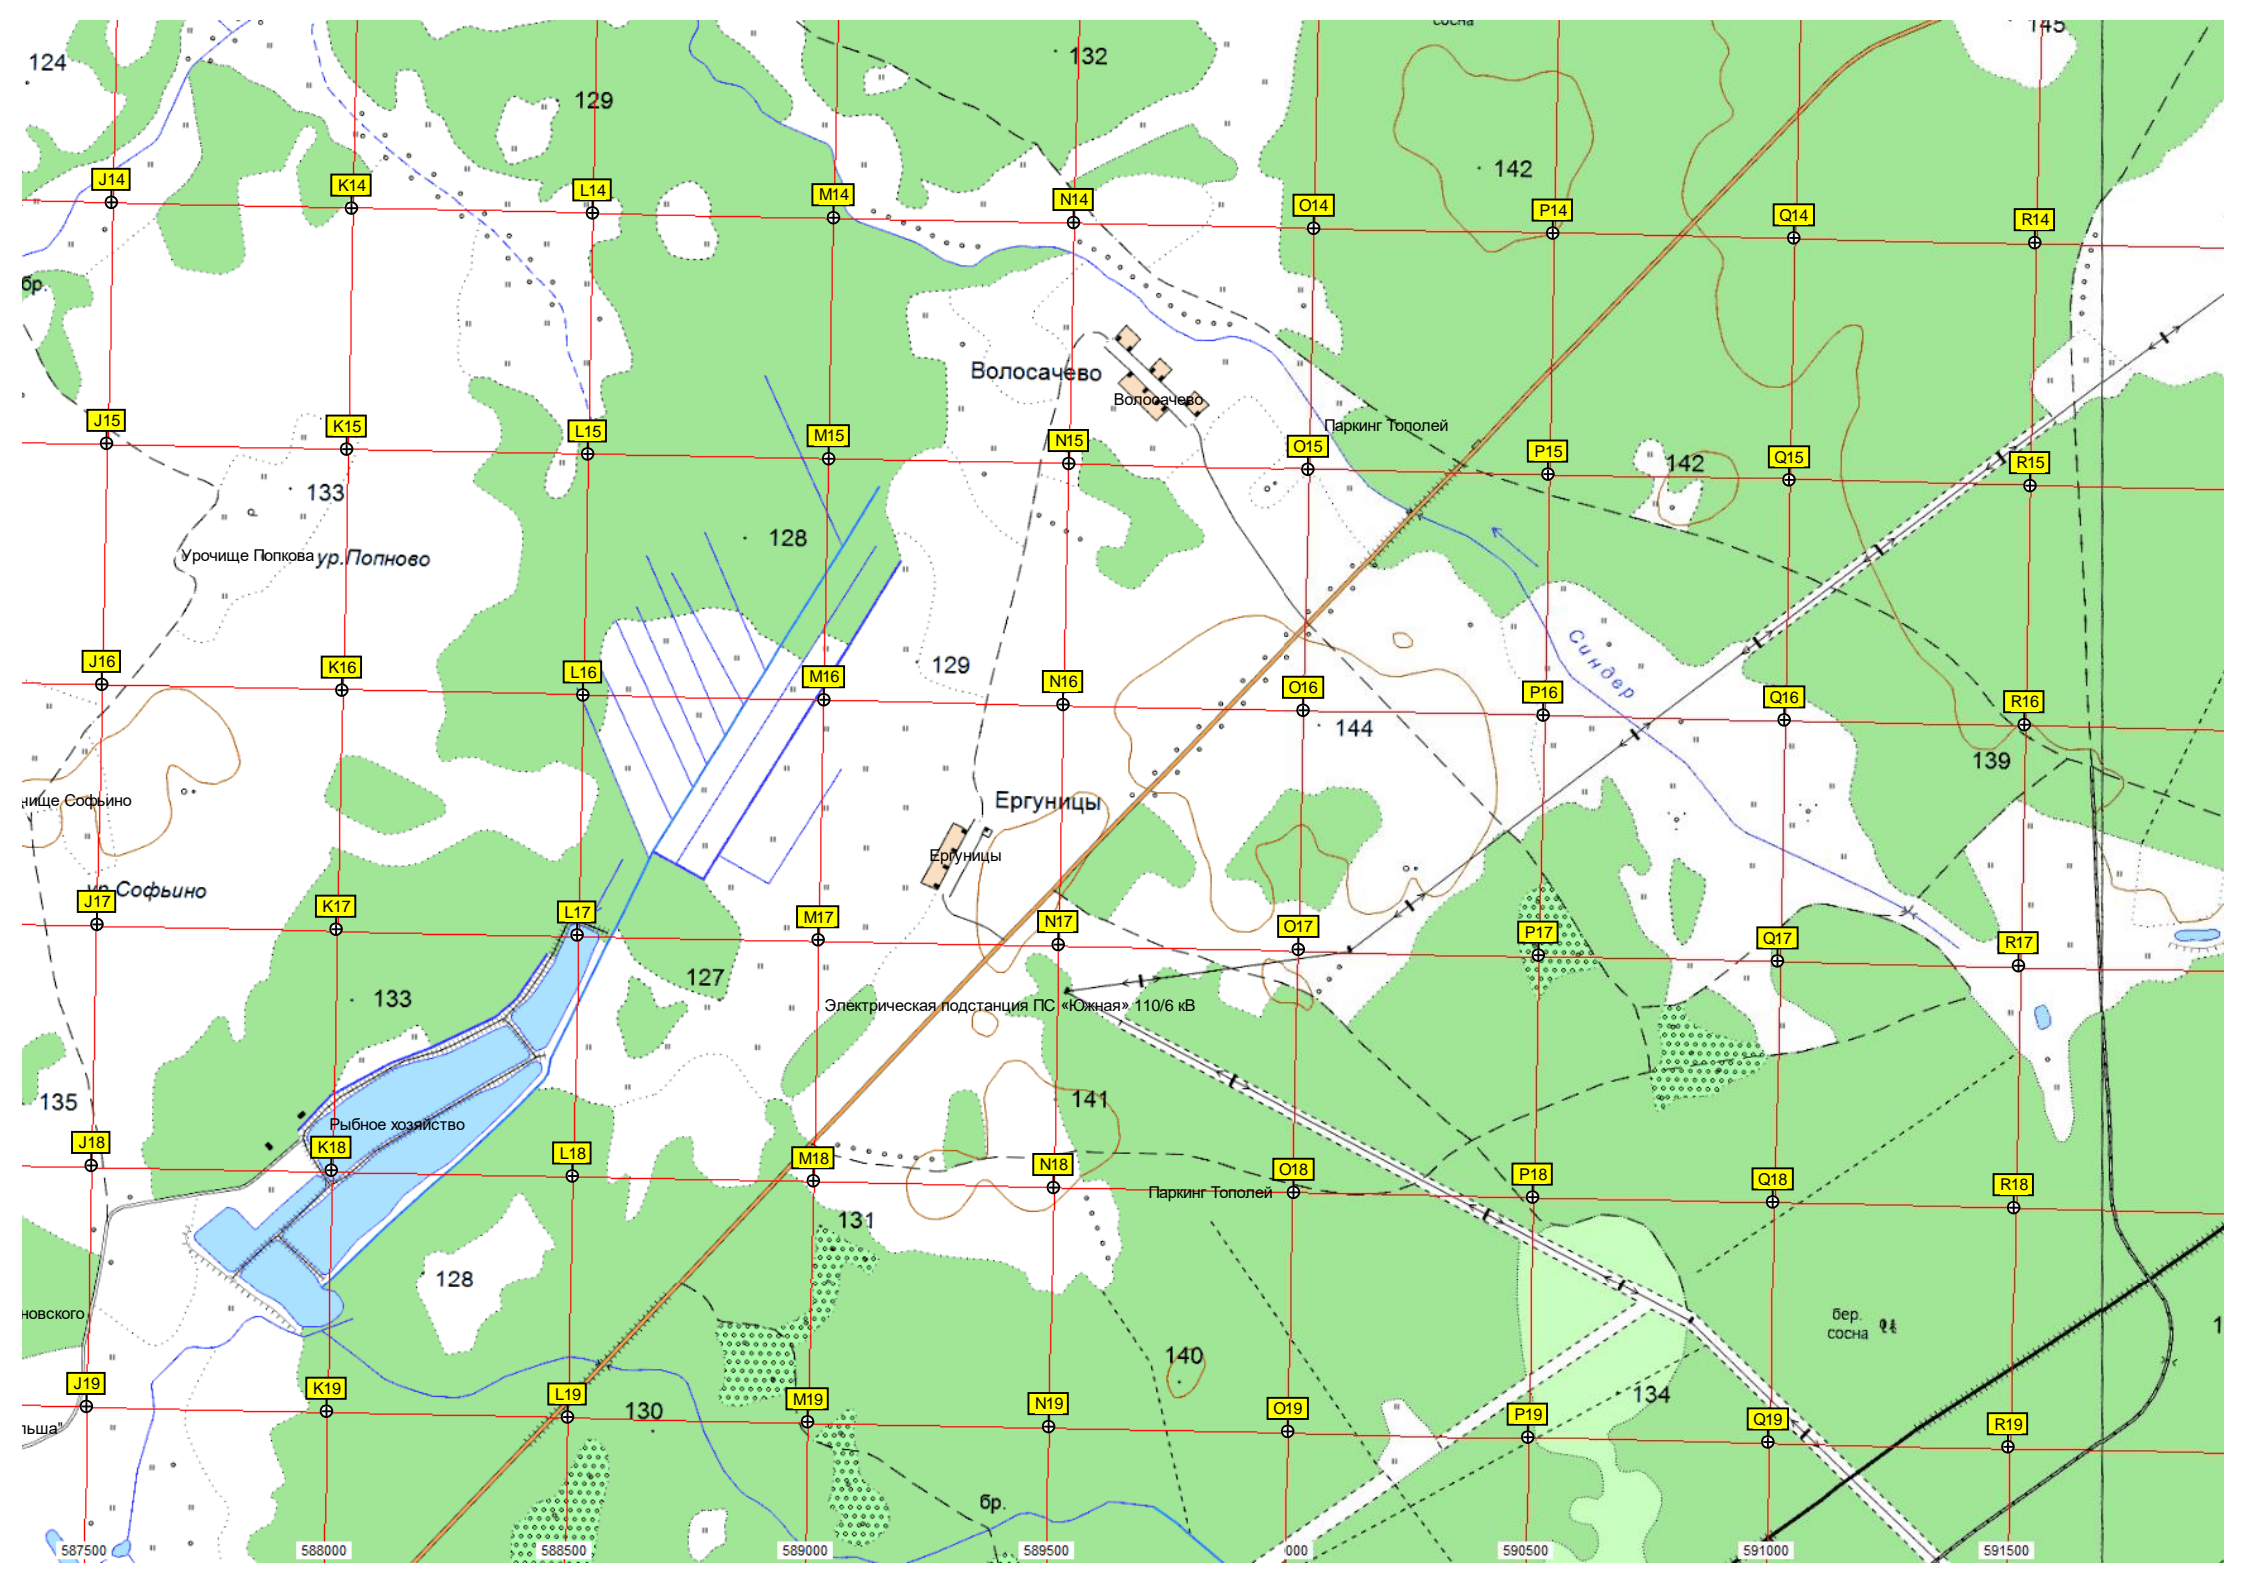 сосна
145
124
132
129
142
J14
K14
L14
M14
N14
O14
P14
Q14
R14
бр.
Волосачево
Волосачево
Паркинг Тополей
J15
K15
L15
M15
N15
O15
P15
142
Q15
R15
133
128
Урочище Попкова
ур.Попново
Синдер
129
J16
K16
L16
M16
N16
O16
P16
Q16
R16
144
139
чище Софьино
Ергуницы
Ергуницы
ур.Софьино
J17
K17
L17
M17
N17
O17
P17
Q17
R17
127
133
Электрическая подстанция ПС «Южная» 110/6 кВ
135
141
Рыбное хозяйство
J18
K18
L18
M18
N18
O18
P18
Q18
R18
Паркинг Тополей
131
128
новского
бер.
сосна
1
140
134
J19
K19
L19
M19
N19
O19
P19
Q19
R19
130
льша"
бр.
587500
588000
588500
589000
589500
000
590500
591000
591500